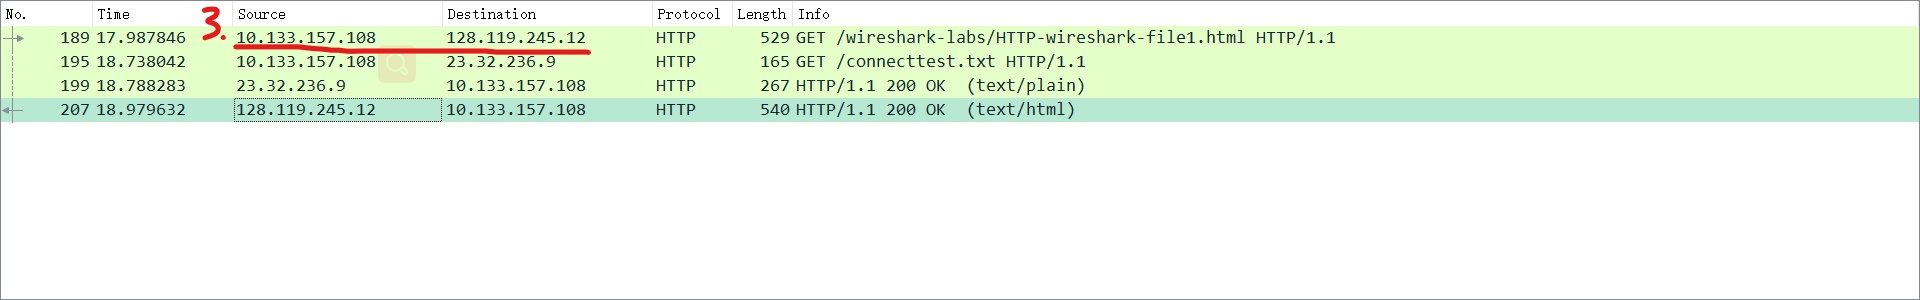 No. Time Source Destination Protocol Length Info
3.
189 17.987846 10.133.157.108 128.119.245.12 HTTP 529 GET /wireshark-labs/HTTP-wireshark-file1.html HTTP/1.1
195 18.738042 10.133.157.108 23.32.236.9 HTTP 165 GET /connecttest.txt HTTP/1.1
199 18.788283 23.32.236.9 10.133.157.108 HTTP 267 HTTP/1.1 200 OK (text/plain)
207 18.979632 128.119.245.12 10.133.157.108 HTTP 540 HTTP/1.1 200 OK (text/html)